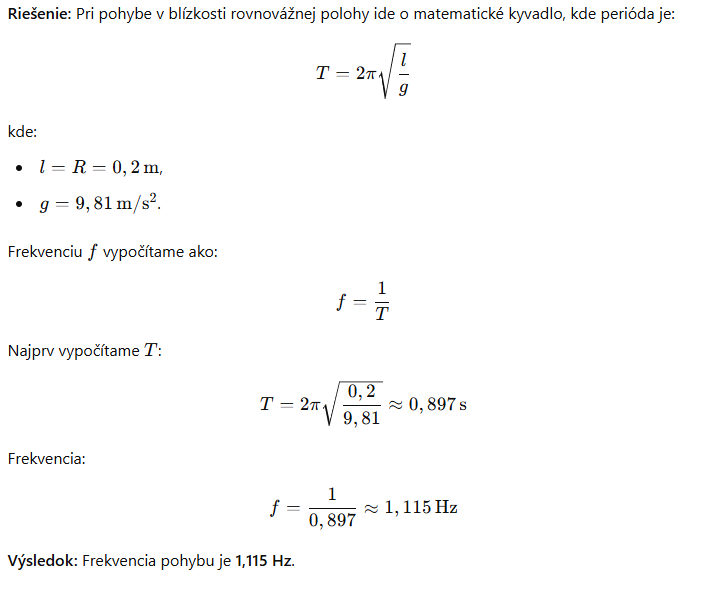 Riešenie: Pri pohybe v blízkosti rovnovážnej polohy ide o matematické kyvadlo, kde perióda je:
T = 2π√(l/g)
kde:
• l = R = 0,2 m,
• g = 9,81 m/s².
Frekvenciu f vypočítame ako:
f = 1/T
Najprv vypočítame T:
T = 2π√(0,2/9,81) ≈ 0,897 s
Frekvencia:
f = 1/0,897 ≈ 1,115 Hz
Výsledok: Frekvencia pohybu je 1,115 Hz.